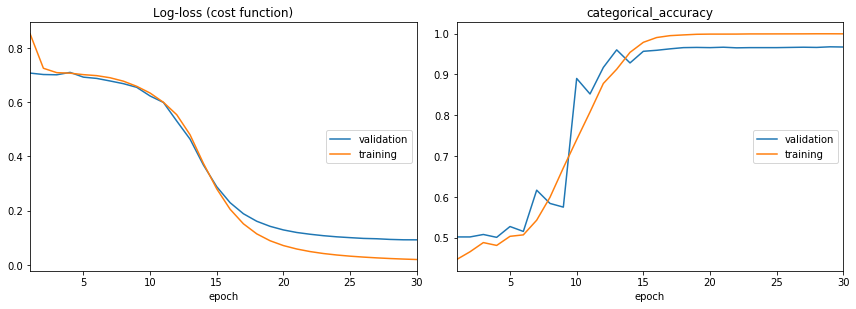 Log-loss (cost function)
0.8
0.6
0.4
0.2
0.0
validation
training
5
10
15
20
25
30
epoch
categorical_accuracy
1.0
0.9
0.8
0.7
0.6
0.5
validation
training
5
10
15
20
25
30
epoch